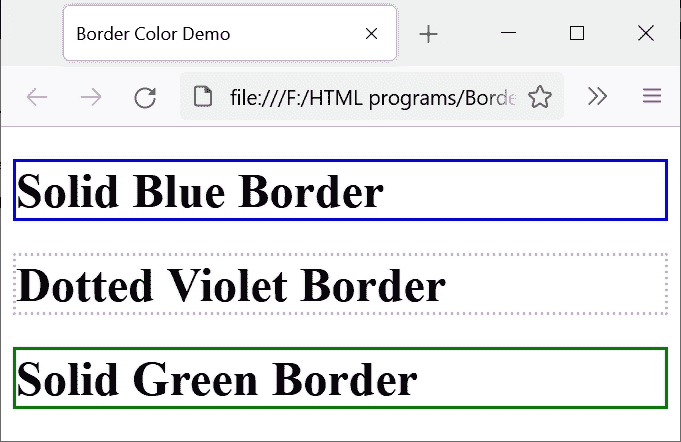 Border Color Demo
file:///F:/HTML programs/Borde
Solid Blue Border
Dotted Violet Border
Solid Green Border